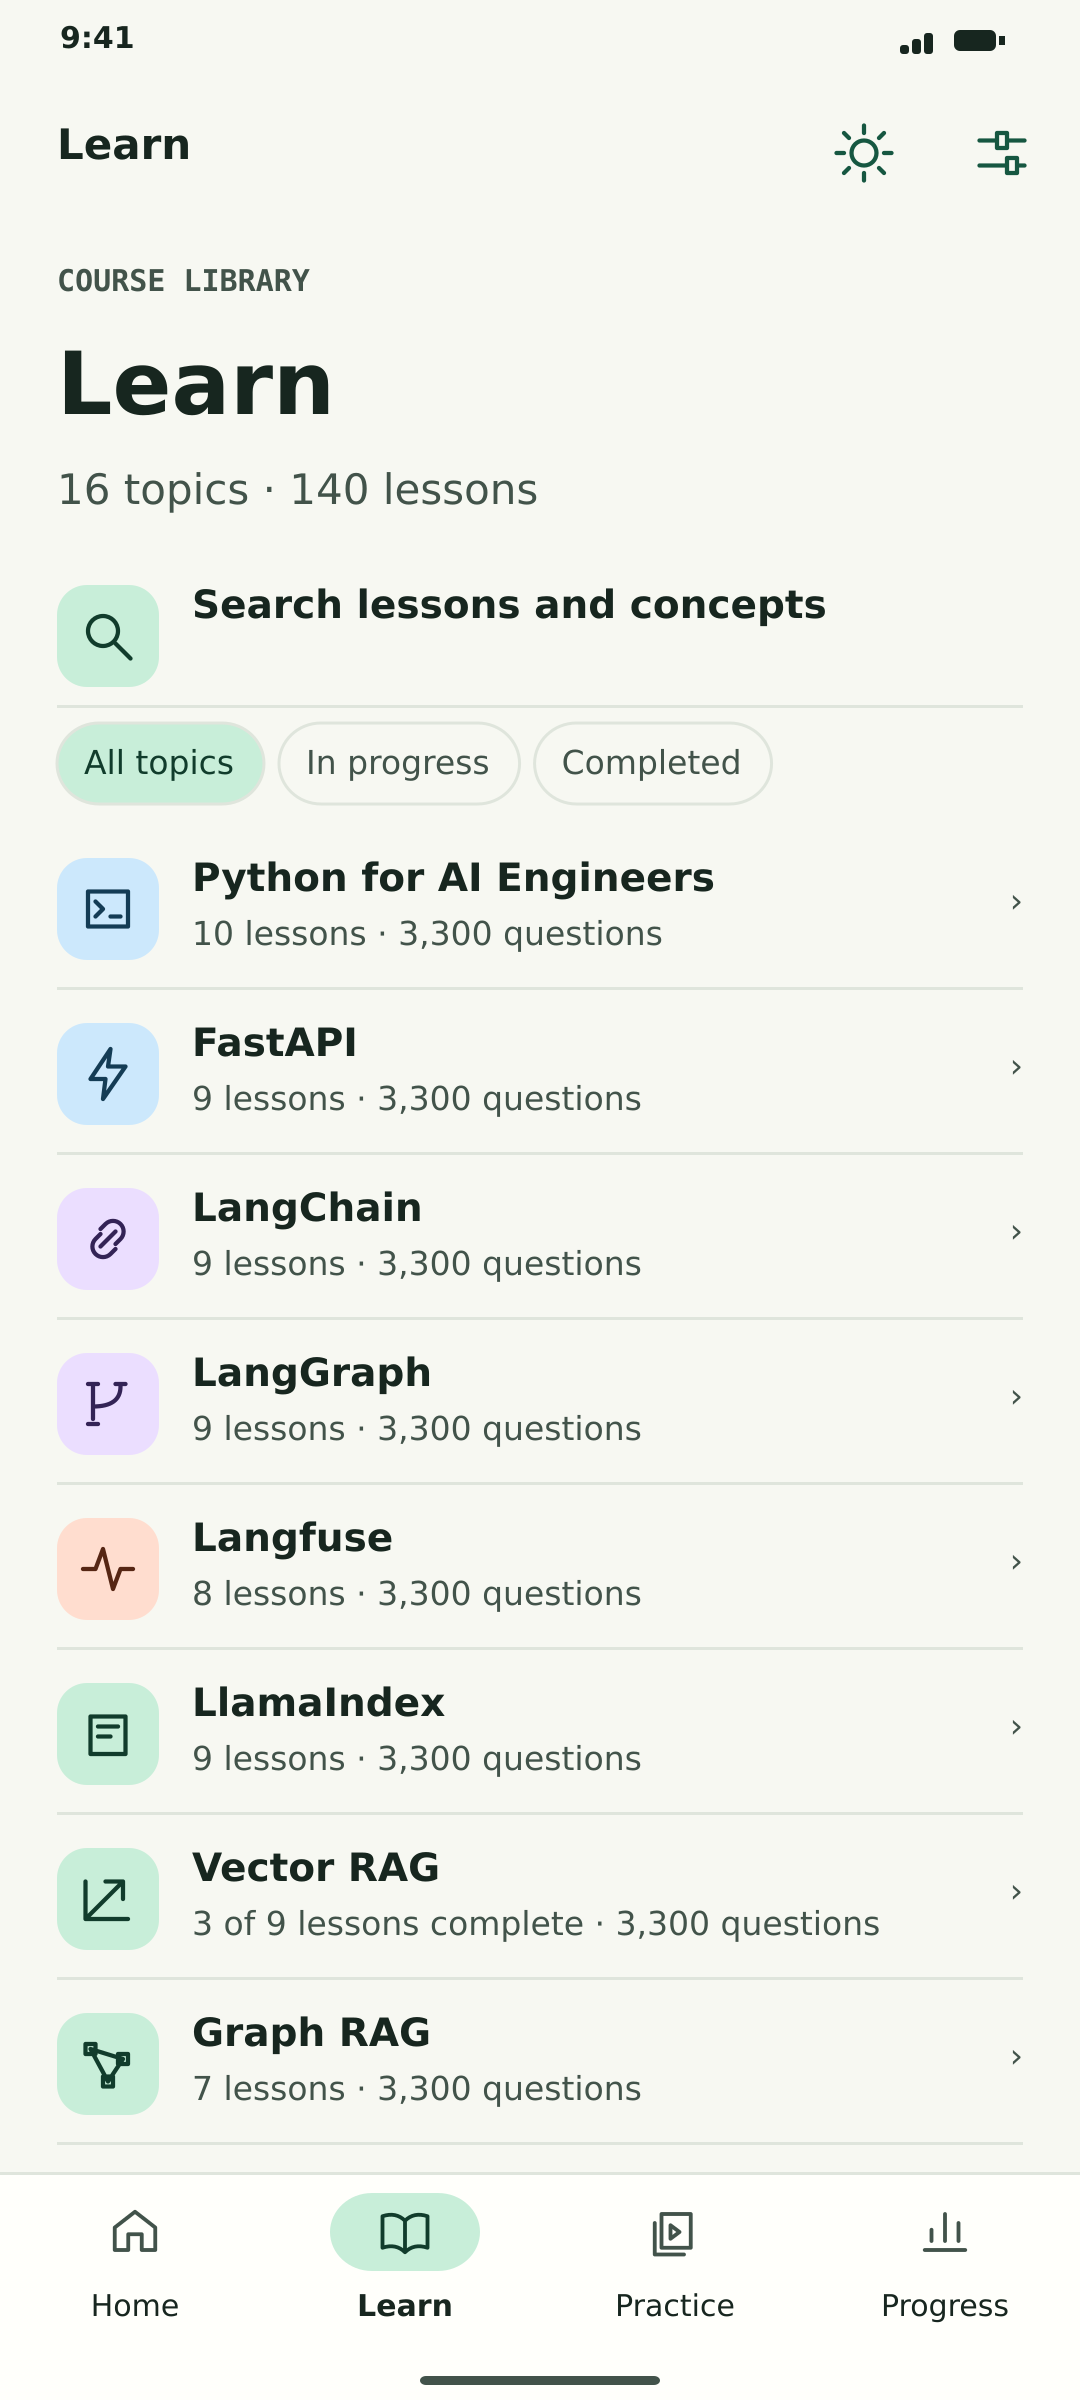 9:41
Learn
COURSE LIBRARY
Learn
16 topics · 140 lessons
Search lessons and concepts
All topics
In progress
Completed
Python for AI Engineers
10 lessons · 3,300 questions
FastAPI
9 lessons · 3,300 questions
LangChain
9 lessons · 3,300 questions
LangGraph
9 lessons · 3,300 questions
Langfuse
8 lessons · 3,300 questions
LlamaIndex
9 lessons · 3,300 questions
Vector RAG
3 of 9 lessons complete · 3,300 questions
Graph RAG
7 lessons · 3,300 questions
Home
Learn
Practice
Progress